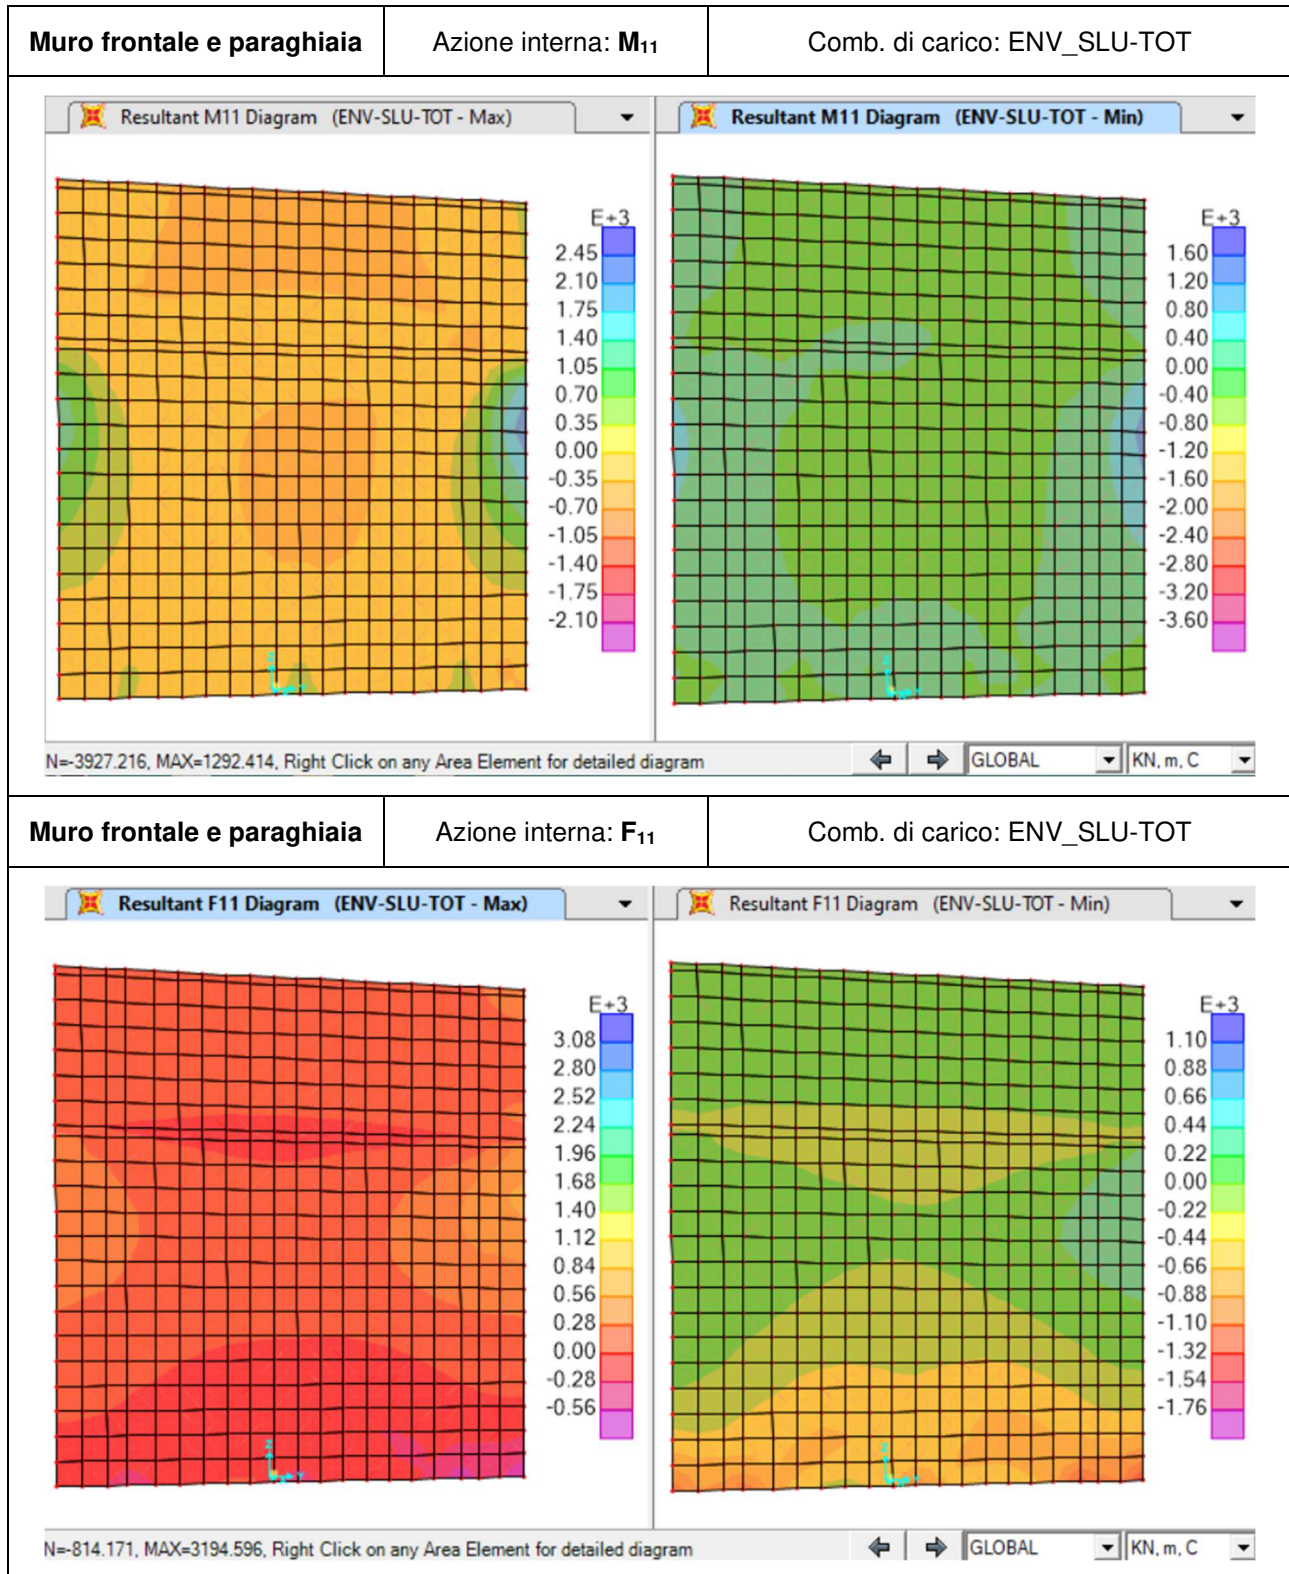 Muro frontale e paraghiaia
Azione interna: M₁₁
Comb. di carico: ENV_SLU-TOT
Resultant M11 Diagram (ENV-SLU-TOT - Max)
Resultant M11 Diagram (ENV-SLU-TOT - Min)
E+3
2.45
2.10
1.75
1.40
1.05
0.70
0.35
0.00
-0.35
-0.70
-1.05
-1.40
-1.75
-2.10
E+3
1.60
1.20
0.80
0.40
0.00
-0.40
-0.80
-1.20
-1.60
-2.00
-2.40
-2.80
-3.20
-3.60
N=-3927.216, MAX=1292.414, Right Click on any Area Element for detailed diagram
GLOBAL
KN, m, C
Muro frontale e paraghiaia
Azione interna: F₁₁
Comb. di carico: ENV_SLU-TOT
Resultant F11 Diagram (ENV-SLU-TOT - Max)
Resultant F11 Diagram (ENV-SLU-TOT - Min)
E+3
3.08
2.80
2.52
2.24
1.96
1.68
1.40
1.12
0.84
0.56
0.28
0.00
-0.28
-0.56
E+3
1.10
0.88
0.66
0.44
0.22
0.00
-0.22
-0.44
-0.66
-0.88
-1.10
-1.32
-1.54
-1.76
N=-814.171, MAX=3194.596, Right Click on any Area Element for detailed diagram
GLOBAL
KN, m, C